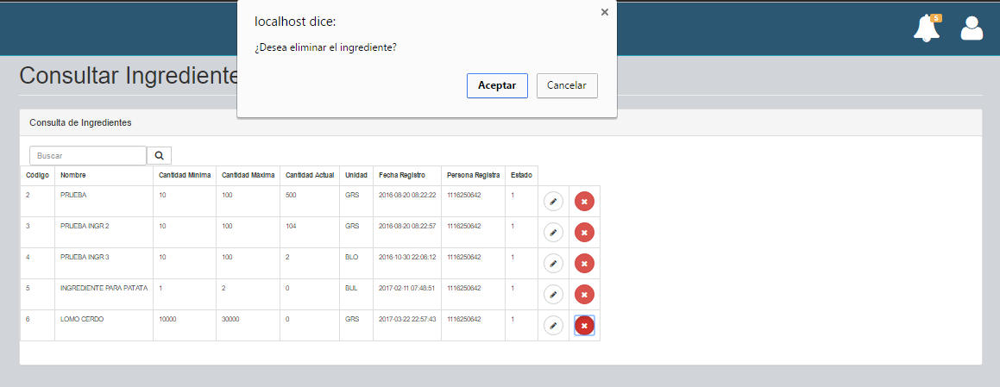 localhost dice:
¿Desea eliminar el ingrediente?
Aceptar Cancelar
5
Consultar Ingrediente
Consulta de Ingredientes
Buscar
Código Nombre Cantidad Minima Cantidad Máxima Cantidad Actual Unidad Fecha Registro Persona Registra Estado
2 PRUEBA 10 100 500 GRS 2016-08-20 08:22:22 1116250642 1
3 PRUEBA INGR 2 10 100 104 GRS 2016-08-20 08:22:57 1116250642 1
4 PRUEBA INGR 3 10 100 2 BLO 2016-10-30 22:06:12 1116250642 1
5 INGREDIENTE PARA PATATA 1 2 0 BUL 2017-02-11 07:48:51 1116250642 1
6 LOMO CERDO 10000 30000 0 GRS 2017-03-22 22:57:43 1116250642 1